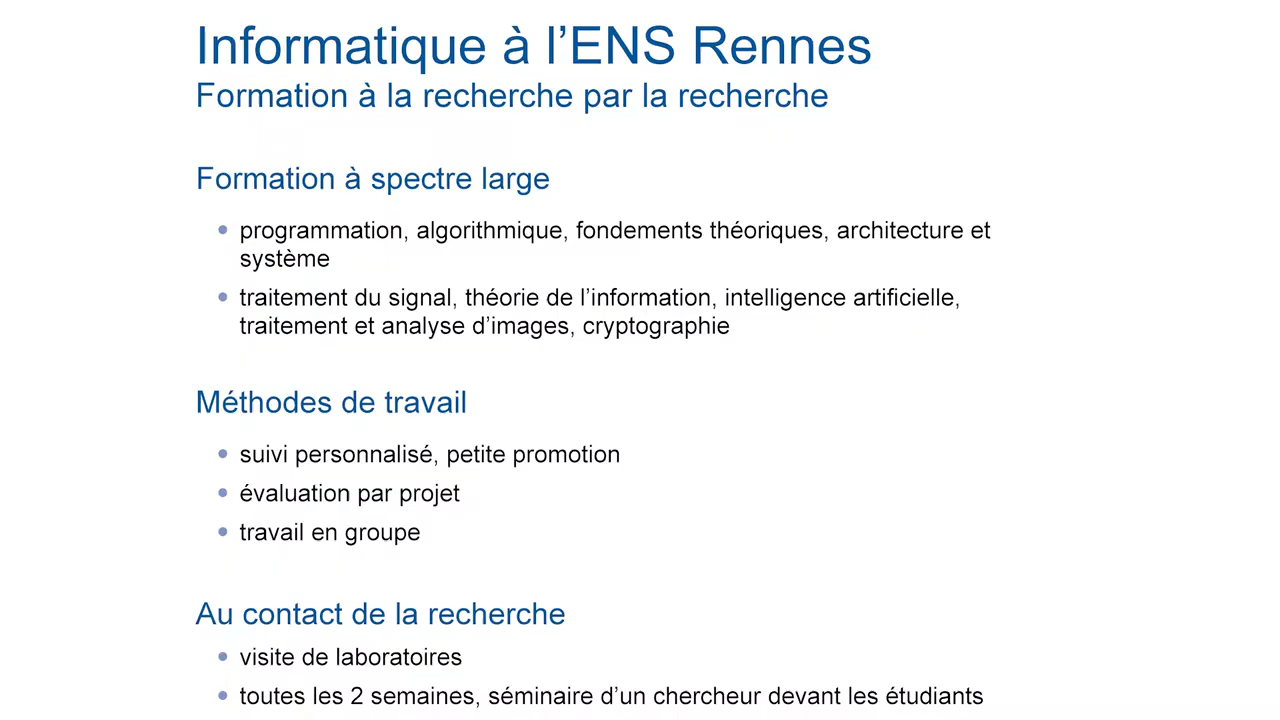 Informatique à l’ENS Rennes
Formation à la recherche par la recherche
Formation à spectre large
programmation, algorithmique, fondements théoriques, architecture et
système
traitement du signal, théorie de l’information, intelligence artificielle,
traitement et analyse d’images, cryptographie
Méthodes de travail
suivi personnalisé, petite promotion
évaluation par projet
travail en groupe
Au contact de la recherche
visite de laboratoires
toutes les 2 semaines, séminaire d’un chercheur devant les étudiants